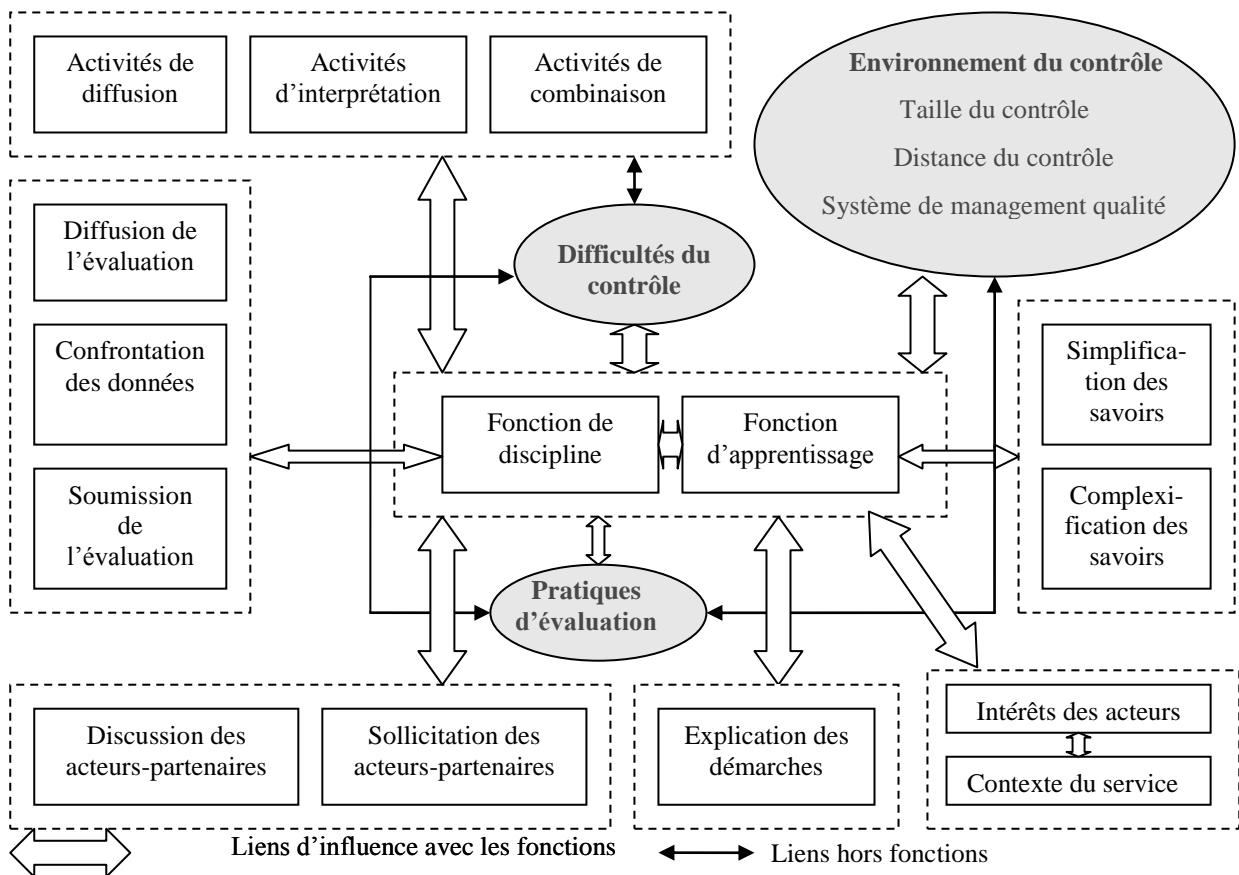 Activités de
diffusion
Activités
d’interprétation
Activités de
combinaison
Environnement du contrôle
Taille du contrôle
Distance du contrôle
Système de management qualité
Diffusion de
l’évaluation
Confrontation
des données
Soumission
de
l’évaluation
Difficultés du
contrôle
Fonction de
discipline
Fonction
d’apprentissage
Simplifica-
tion des
savoirs
Complexi-
fication des
savoirs
Pratiques
d’évaluation
Discussion des
acteurs-partenaires
Sollicitation des
acteurs-partenaires
Explication des
démarches
Intérêts des acteurs
Contexte du service
Liens d’influence avec les fonctions
Liens hors fonctions